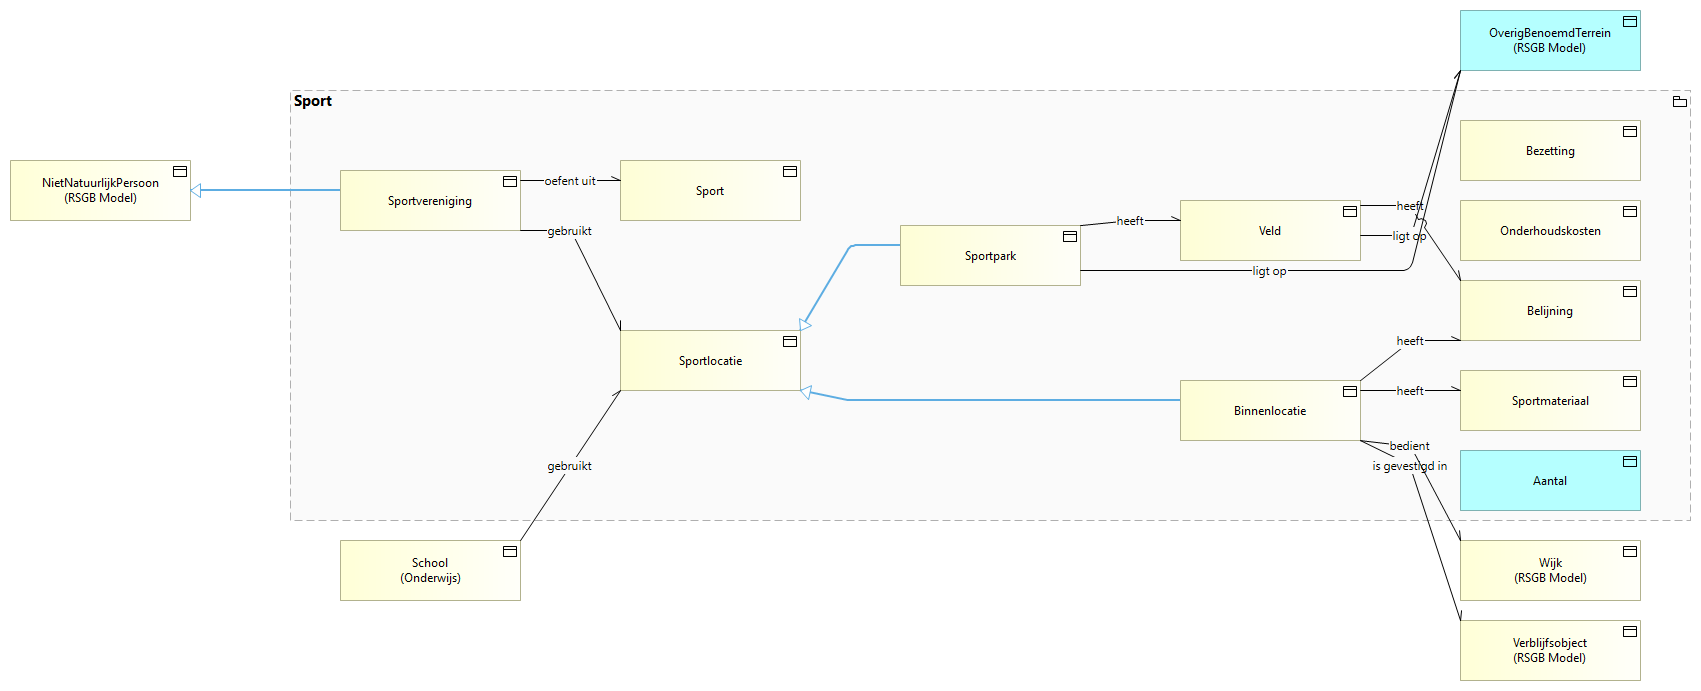 OverigBenoemdTerrein
(RSGB Model)
Sport
Bezetting
NietNatuurlijkPersoon
(RSGB Model)
Sportvereniging
oefent uit
Sport
gebruikt
Sportpark
heeft
Veld
heeft
ligt op
ligt op
Onderhoudskosten
Belijning
Sportlocatie
heeft
heeft
Sportmateriaal
Binnenlocatie
bedient
is gevestigd in
gebruikt
Aantal
School
(Onderwijs)
Wijk
(RSGB Model)
Verblijfsobject
(RSGB Model)